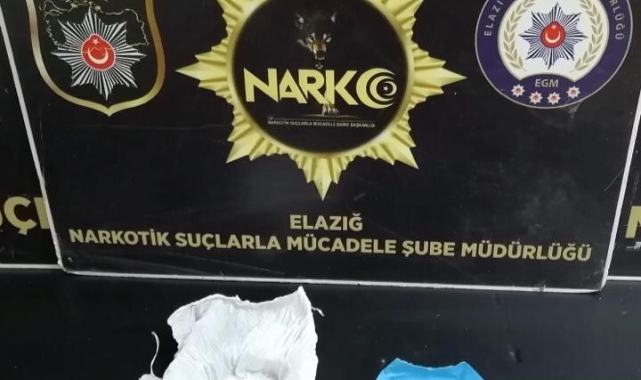 ELAZIĞ
EGM
NARKO
NARKOTİK SUÇLARLA MÜCADELE DAİRE BAŞKANLIĞI
ELAZIĞ
NARKOTİK SUÇLARLA MÜCADELE ŞUBE MÜDÜRLÜĞÜ